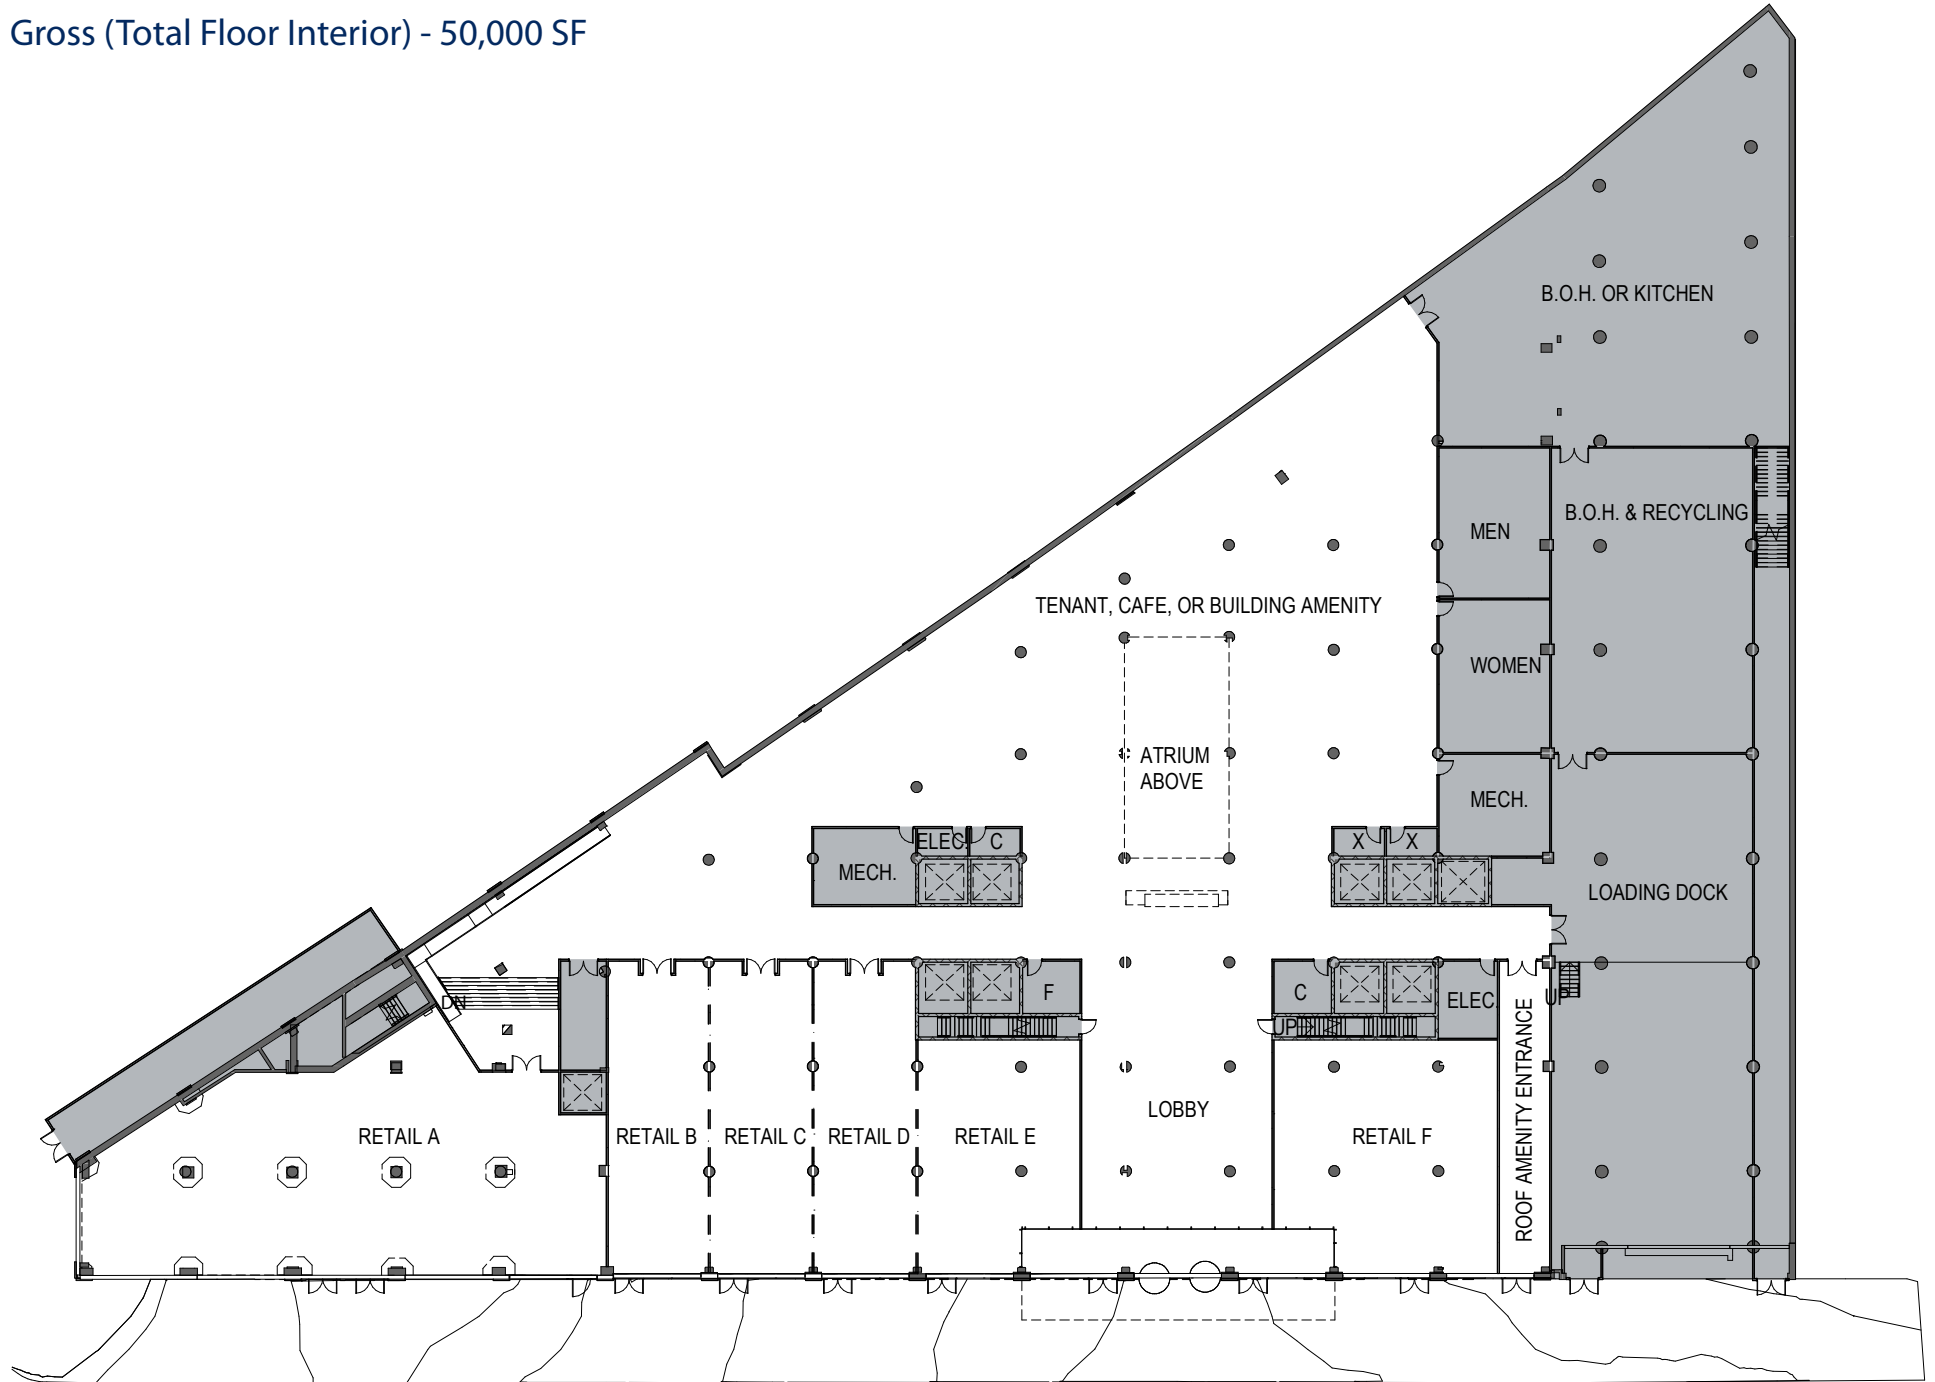 Gross (Total Floor Interior) - 50,000 SF
B.O.H. OR KITCHEN
B.O.H. & RECYCLING
MEN
TENANT, CAFE, OR BUILDING AMENITY
WOMEN
ATRIUM
ABOVE
MECH.
ELEC.
C
X
X
MECH.
LOADING DOCK
DN
F
C
ELEC.
UP
UP
ROOF AMENITY ENTRANCE
LOBBY
RETAIL A
RETAIL B
RETAIL C
RETAIL D
RETAIL E
RETAIL F